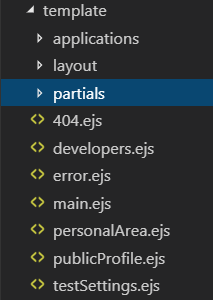 template
applications
layout
partials
404.ejs
developers.ejs
error.ejs
main.ejs
personalArea.ejs
publicProfile.ejs
testSettings.ejs